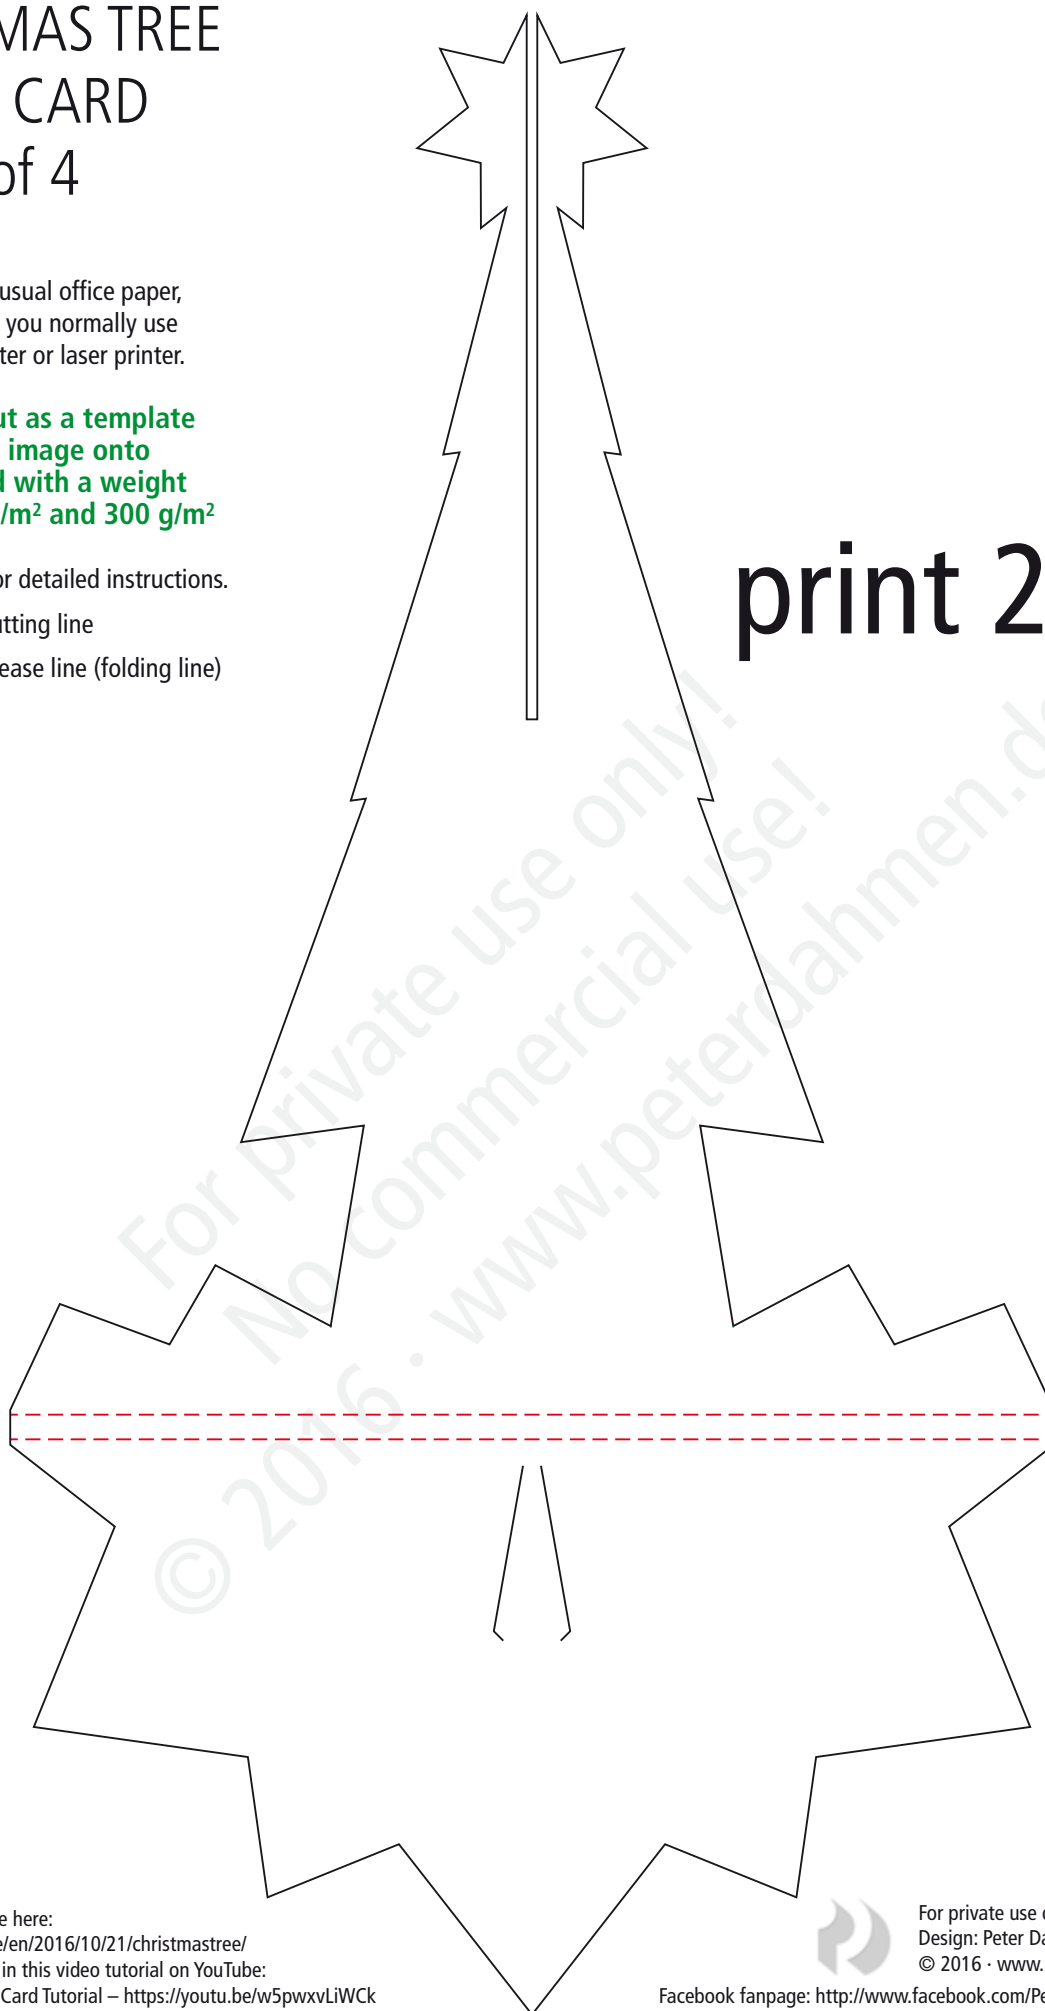 MAS TREE
CARD
of 4
usual office paper,
you normally use
ter or laser printer.
ut as a template
image onto
d with a weight
/m² and 300 g/m²
or detailed instructions.
utting line
ease line (folding line)
print 2
For private use only!
No commercial use!
© 2016 · www.peterdahmen.de
e here:
e/en/2016/10/21/christmastree/
in this video tutorial on YouTube:
Card Tutorial – https://youtu.be/w5pwxvLiWCk
For private use o
Design: Peter Da
© 2016 · www.
Facebook fanpage: http://www.facebook.com/Pe